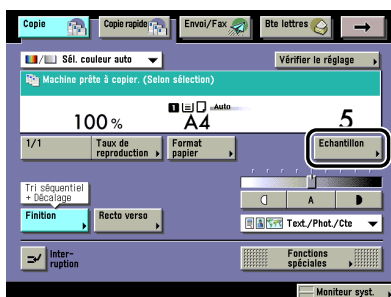 Copie
Copie rapide
Envoi/Fax
Bte lettres
Sél. couleur auto
Vérifier le réglage
Machine prête à copier. (Selon sélection)
1
Auto
100 %
A4
5
1/1
Taux de
reproduction
Format
papier
Echantillon
Tri séquentiel
+ Décalage
Finition
Recto verso
A
Text./Phot./Cte
Inter-
ruption
Fonctions
spéciales
Moniteur syst.